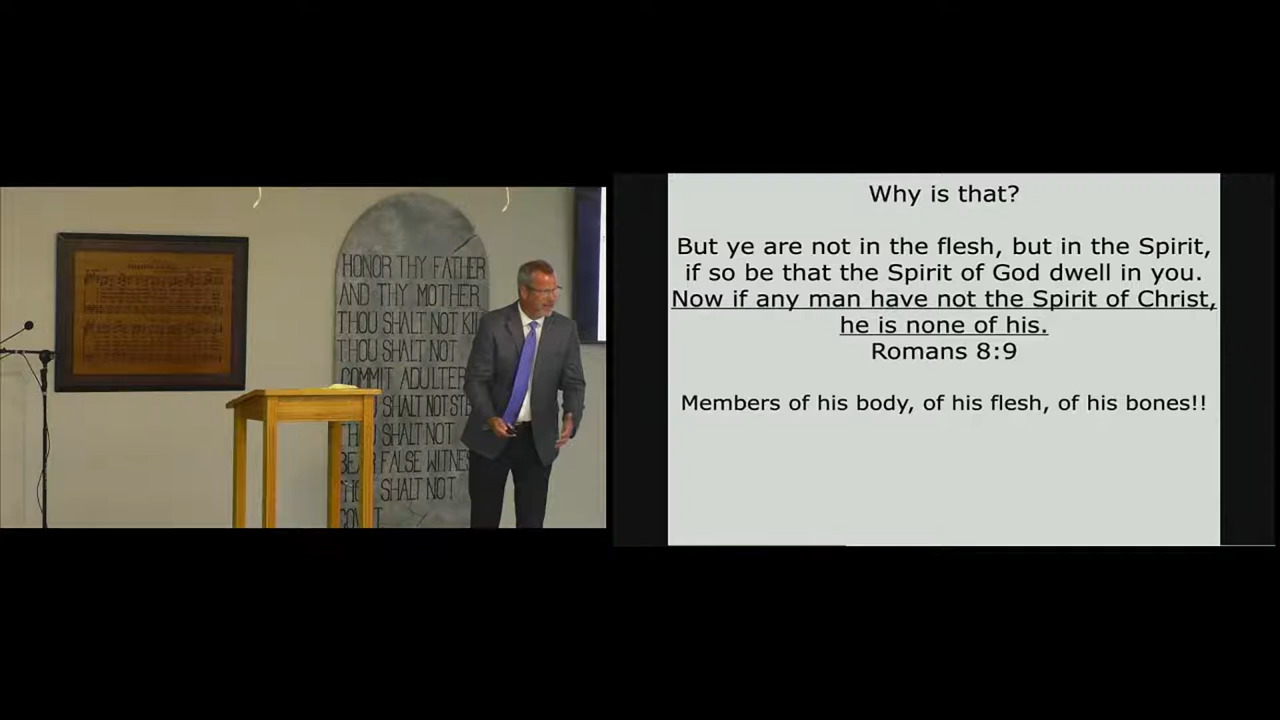 HONOR THY FATHER
AND THY MOTHER
THOU SHALT NOT
THOU SHALT NOT
COMMIT
SHALT NOT
SHALT NOT
FALSE
SHALT NOT
Why is that?
But ye are not in the flesh, but in the Spirit,
if so be that the Spirit of God dwell in you.
Now if any man have not the Spirit of Christ,
he is none of his.
Romans 8:9
Members of his body, of his flesh, of his bones!!